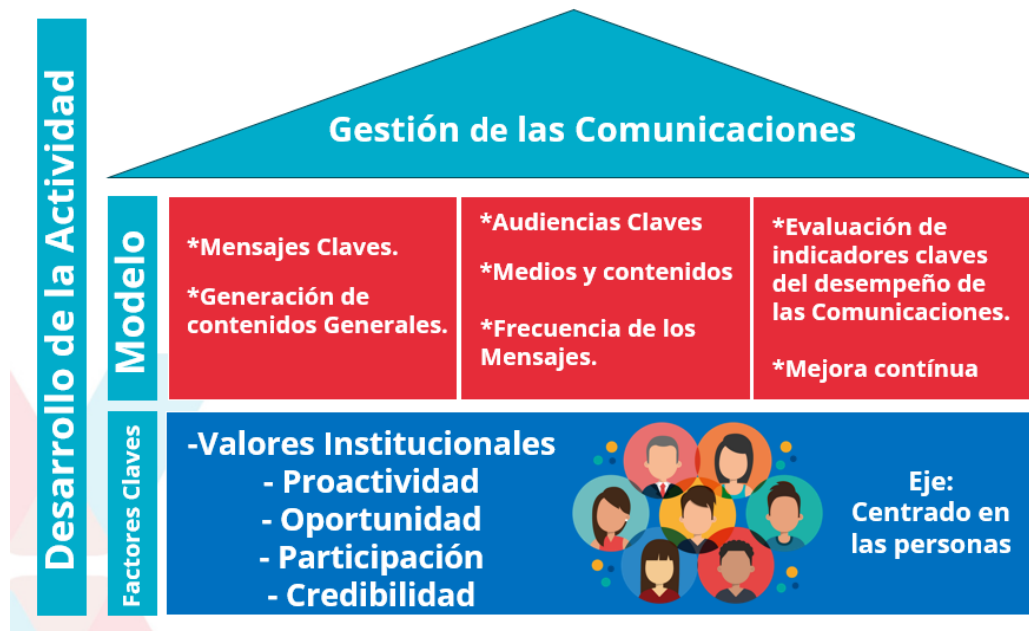 Desarrollo de la Actividad
Gestión de las Comunicaciones
Modelo
*Mensajes Claves.
*Generación de
contenidos Generales.
*Audiencias Claves
*Medios y contenidos
*Frecuencia de los
Mensajes.
*Evaluación de
indicadores claves
del desempeño de
las Comunicaciones.
*Mejora contínua
Factores Claves
-Valores Institucionales
- Proactividad
- Oportunidad
- Participación
- Credibilidad
Eje:
Centrado en
las personas